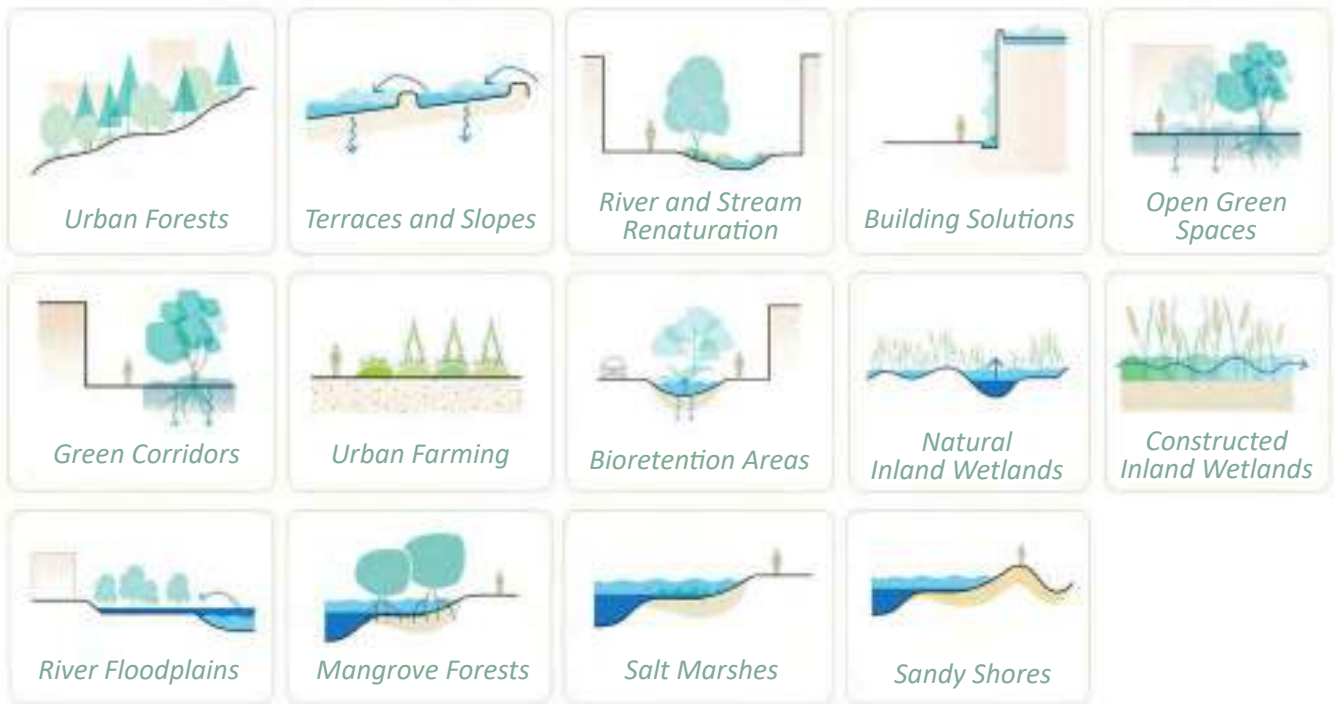 Urban Forests
Terraces and Slopes
River and Stream
Renaturation
Building Solutions
Open Green
Spaces
Green Corridors
Urban Farming
Bioretention Areas
Natural
Inland Wetlands
Constructed
Inland Wetlands
River Floodplains
Mangrove Forests
Salt Marshes
Sandy Shores